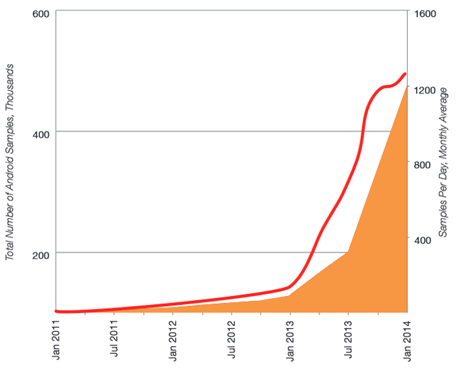 600
1600
400
1200
800
200
400
Total Number of Android Samples, Thousands
Samples Per Day, Monthly Average
Jan 2011
Jul 2011
Jan 2012
Jul 2012
Jan 2013
Jul 2013
Jan 2014